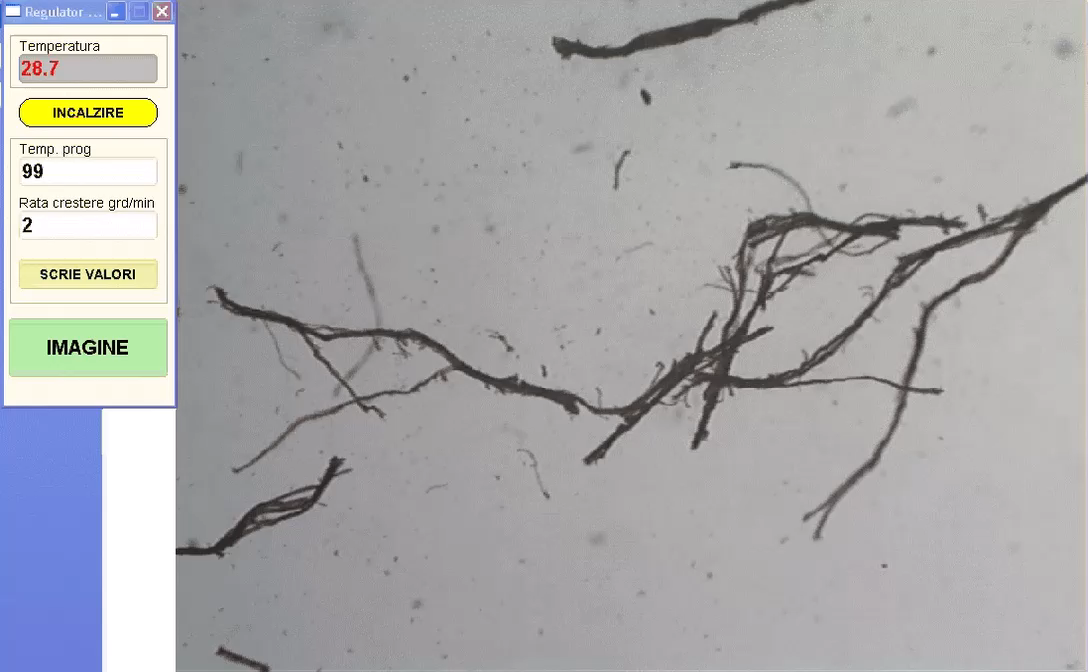 Regulator ...
Temperatura
28.7
INCALZIRE
Temp. prog
99
Rata crestere grd/min
2
SCRIE VALORI
IMAGINE